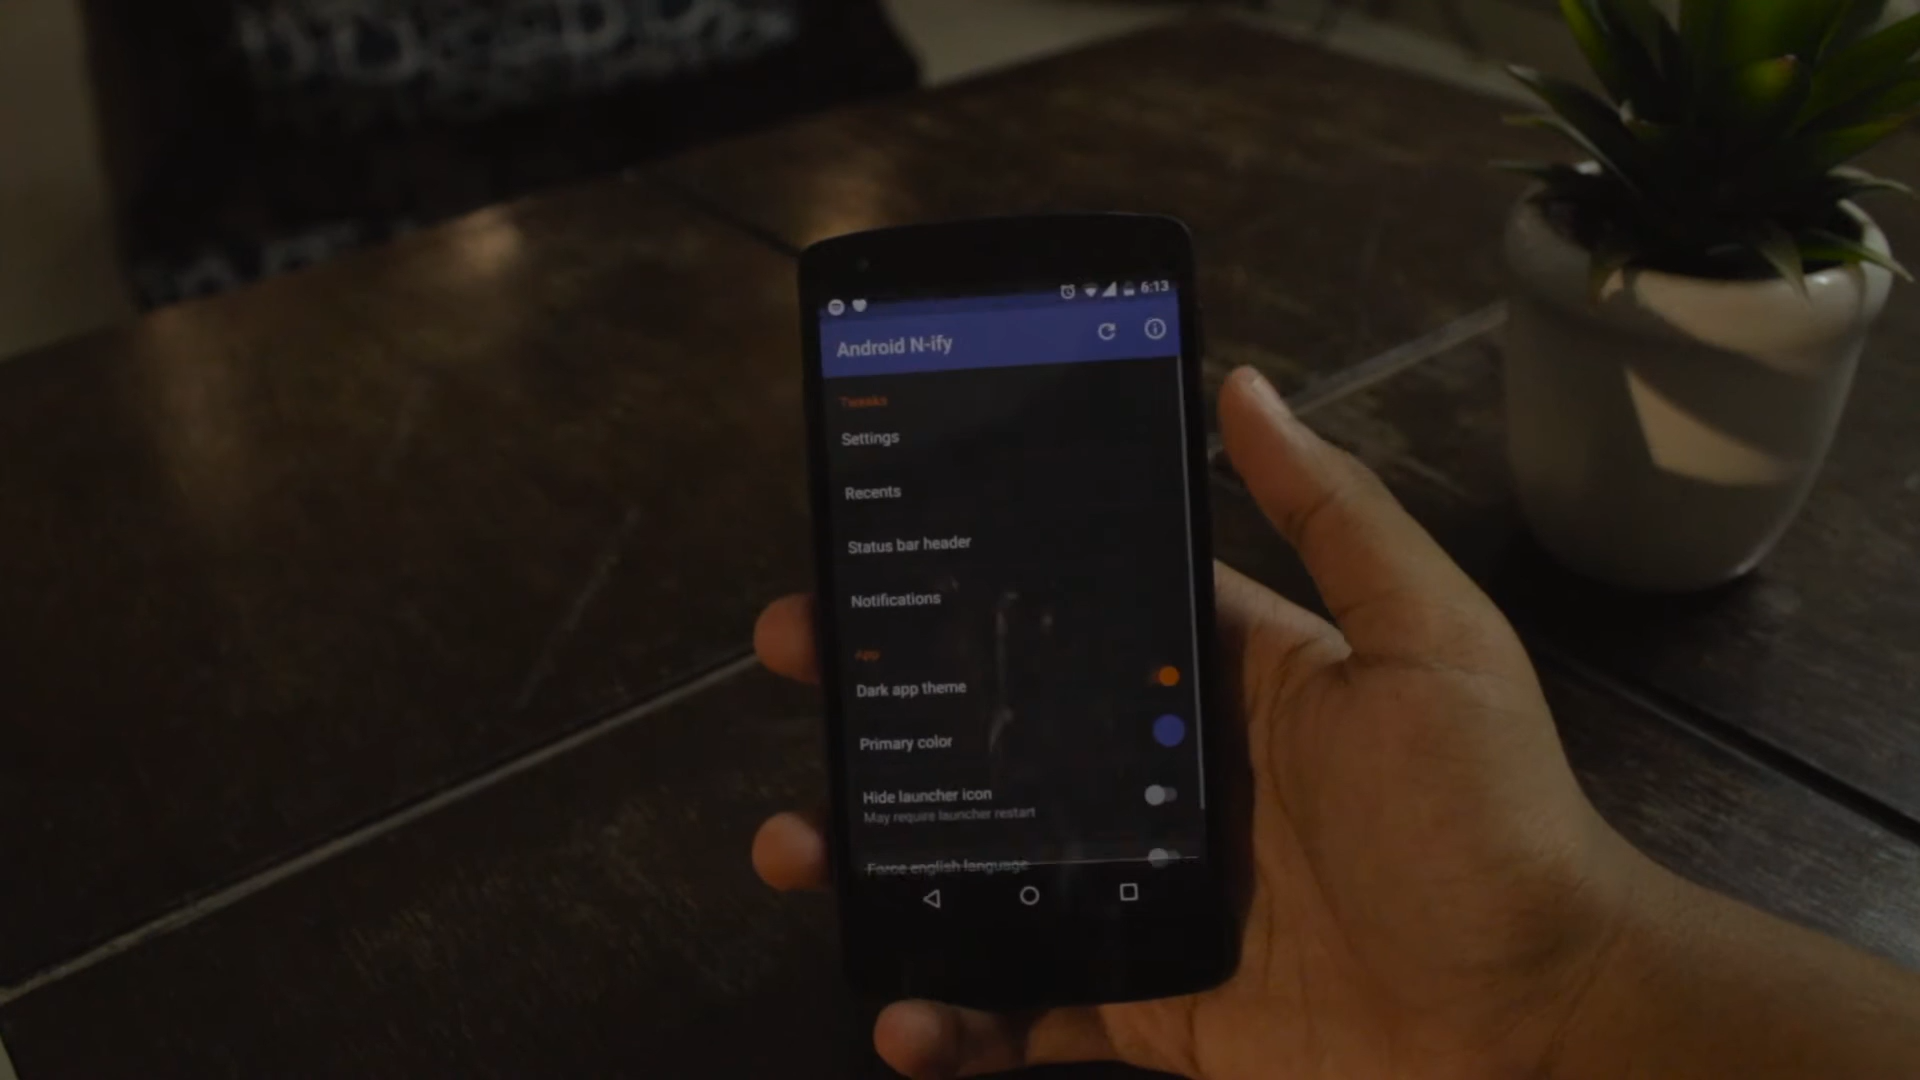 6:13
Android N-ify
Tweaks
Settings
Recents
Status bar header
Notifications
App
Dark app theme
Primary color
Hide launcher icon
May require launcher restart
Force english language